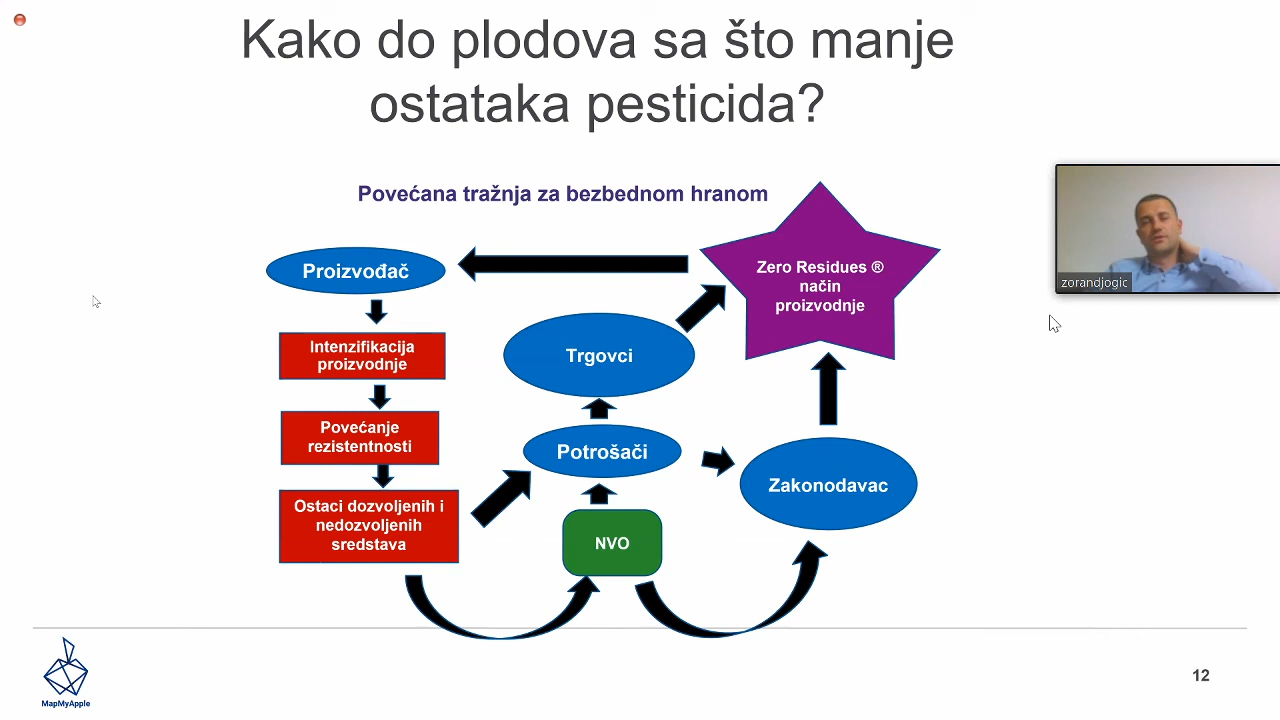 Kako do plodova sa što manje
ostataka pesticida?
Povećana tražnja za bezbednom hranom
Proizvođač
Zero Residues ®
način
proizvodnje
zorandjogic
Intenzifikacija
proizvodnje
Trgovci
Povećanje
rezistentnosti
Potrošači
Zakonodavac
Ostaci dozvoljenih i
nedozvoljenih
sredstava
NVO
MapMyApple
12